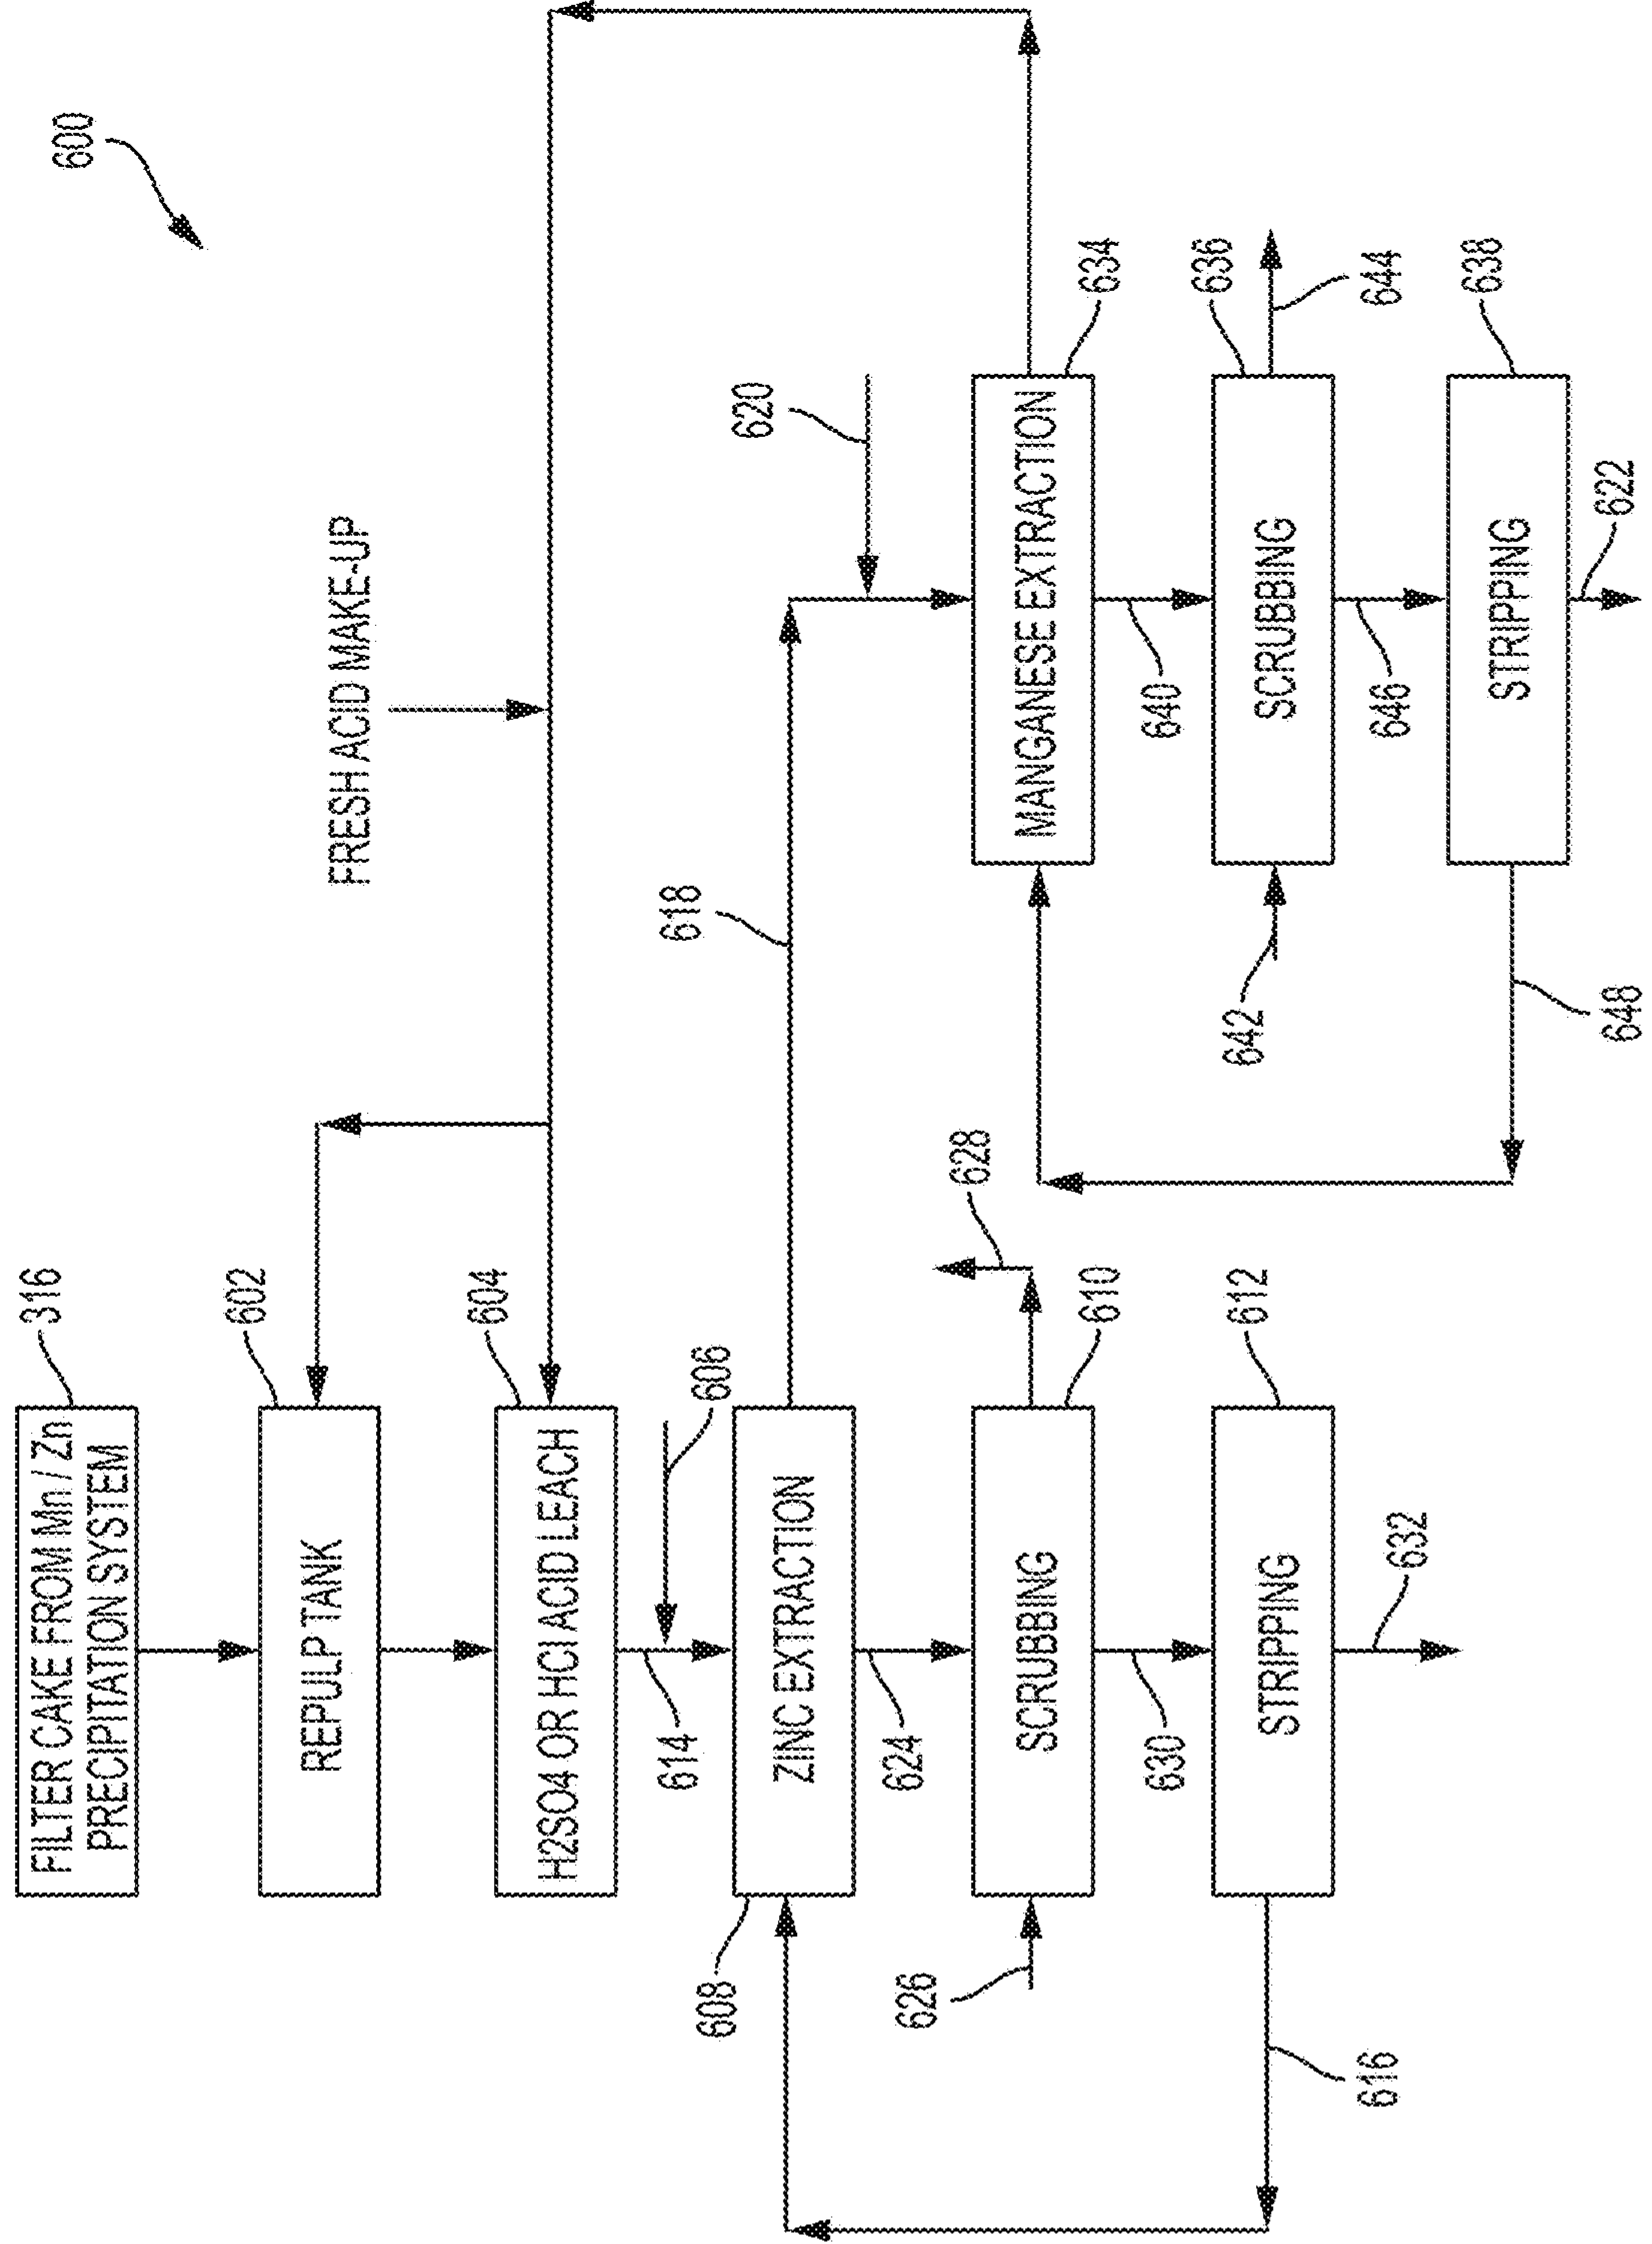 600
FILTER CAKE FROM Mn / Zn
PRECIPITATION SYSTEM
316
REPULP TANK
602
FRESH ACID MAKE-UP
H2SO4 OR HCl ACID LEACH
604
614
606
608
ZINC EXTRACTION
618
620
624
626
SCRUBBING
610
628
MANGANESE EXTRACTION
634
630
640
STRIPPING
612
642
SCRUBBING
636
644
616
632
646
STRIPPING
638
648
622